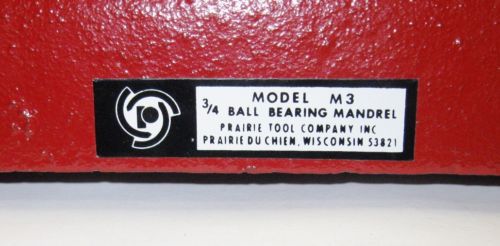 MODEL M3
3/4 BALL BEARING MANDREL
PRAIRIE TOOL COMPANY INC
PRAIRIE DU CHIEN, WISCONSIN 53821